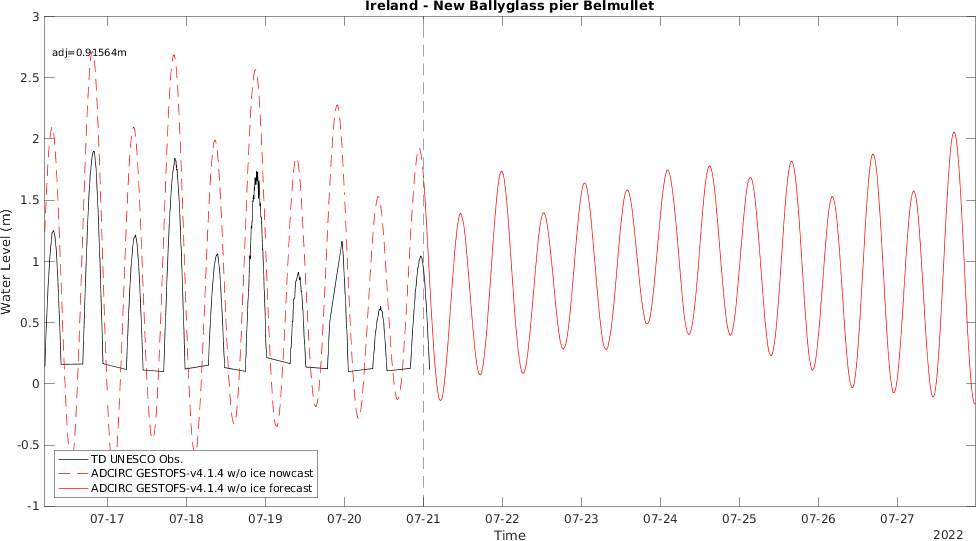 Ireland - New Ballyglass pier Belmullet
3
2.5
2
1.5
1
0.5
0
-0.5
-1
Water Level (m)
adj=0.91564m
TD UNESCO Obs.
ADCIRC GESTOFS-v4.1.4 w/o ice nowcast
ADCIRC GESTOFS-v4.1.4 w/o ice forecast
07-17 07-18 07-19 07-20 07-21 07-22 07-23 07-24 07-25 07-26 07-27
Time
2022